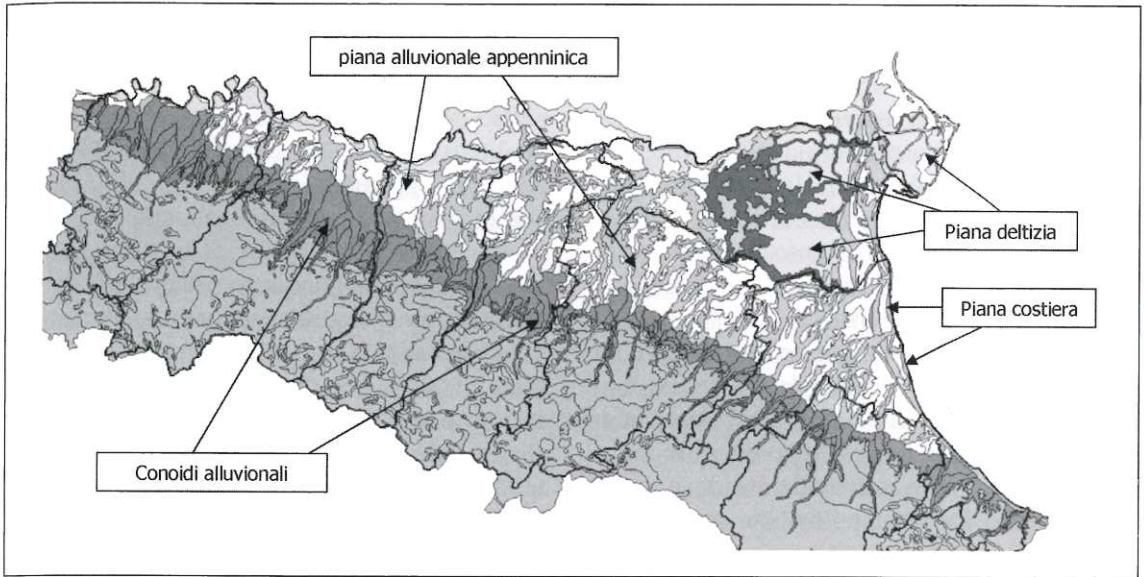 piana alluvionale appenninica
Piana deltizia
Piana costiera
Conoidi alluvionali